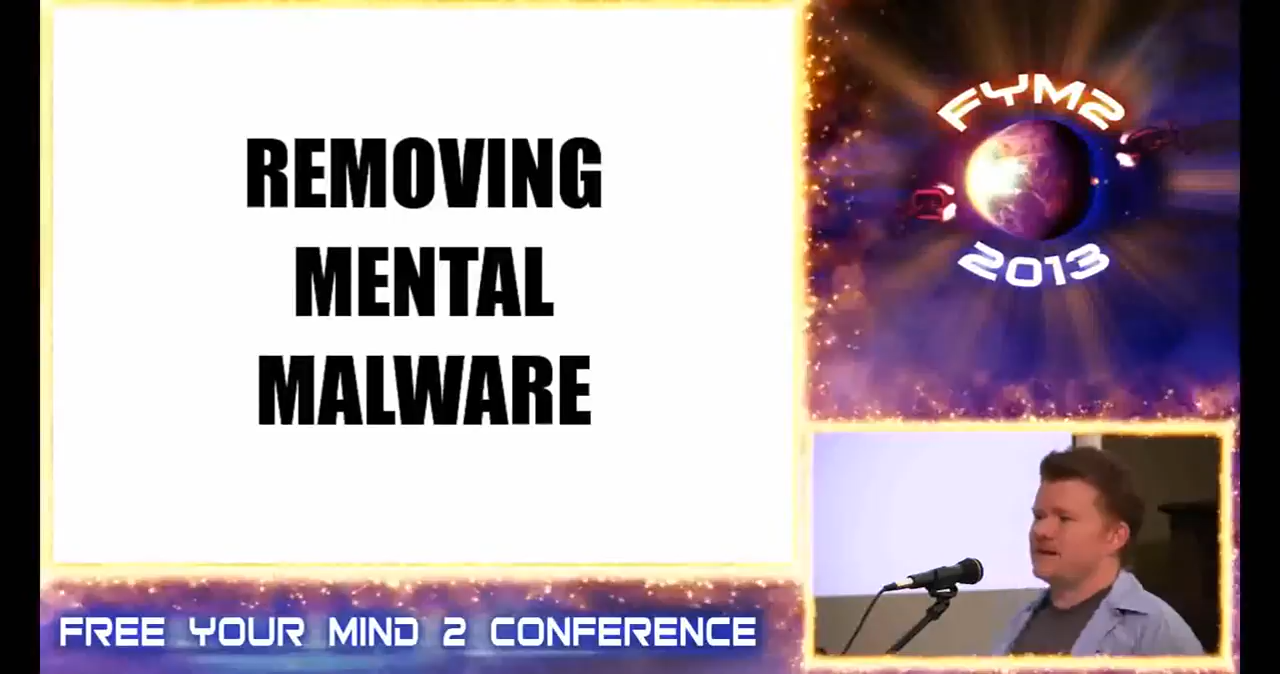 REMOVING
MENTAL
MALWARE
FYM2
2013
FREE YOUR MIND 2 CONFERENCE